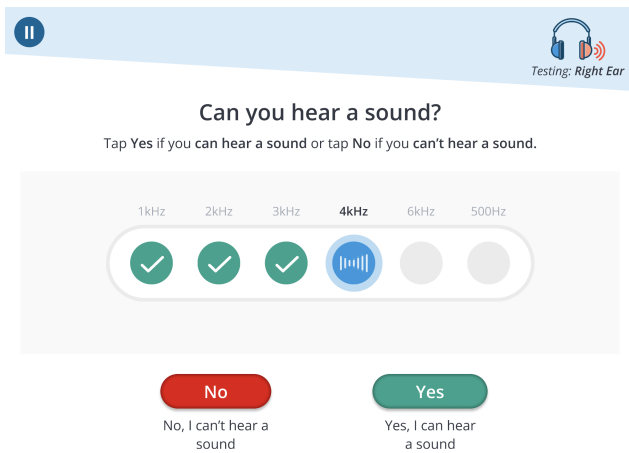 Testing: Right Ear
Can you hear a sound?
Tap Yes if you can hear a sound or tap No if you can’t hear a sound.
1kHz 2kHz 3kHz 4kHz 6kHz 500Hz
No Yes
No, I can’t hear a
sound
Yes, I can hear
a sound